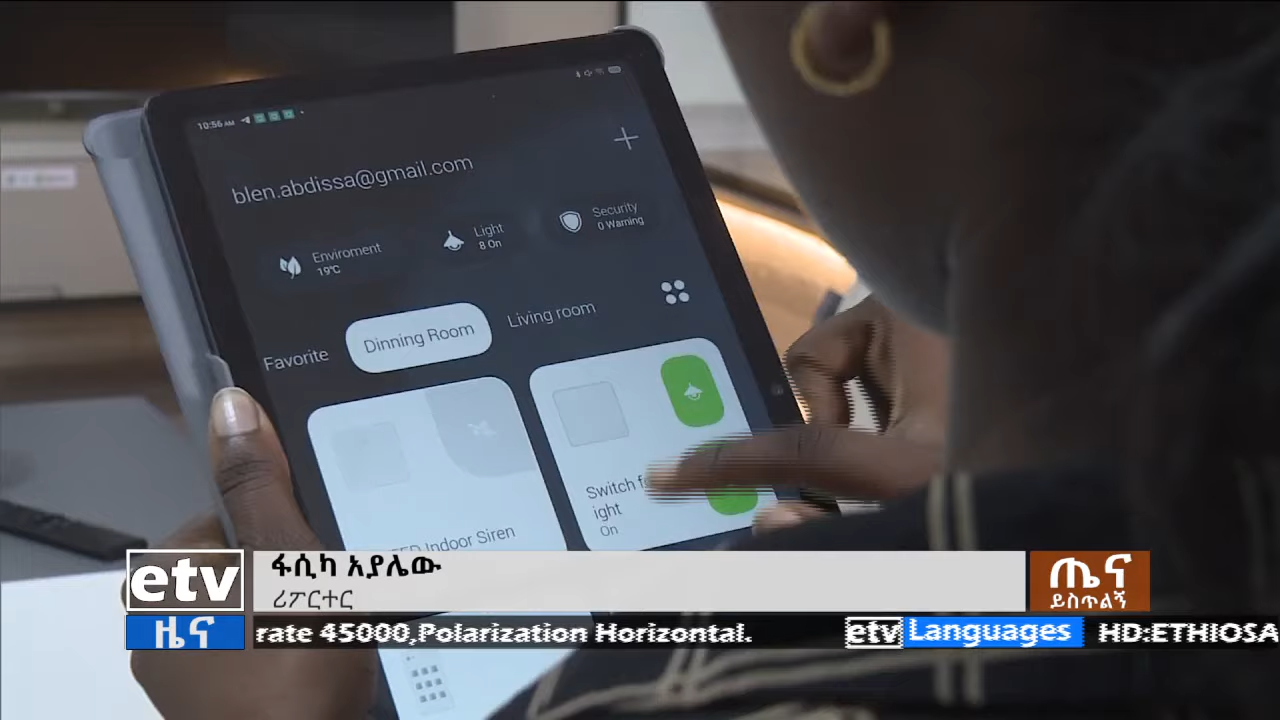 10:56 AM
blen.abdissa@gmail.com
Enviroment
19℃
Light
8 On
Security
0 Warning
Favorite
Dinning Room
Living room
Indoor Siren
Switch
ight
On
etv
ፋሲካ አያሌው
ሪፖርተር
ጤና
ይስጥልኝ
ዜና
rate 45000,Polarization Horizontal.
etv Languages
HD:ETHIOSA